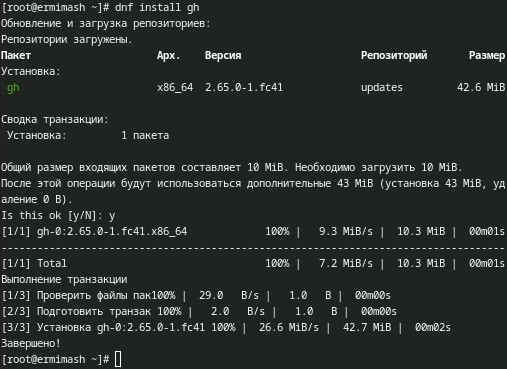 [root@ermimash ~]# dnf install gh
Обновление и загрузка репозиториев:
Репозитории загружены.
Пакет Арх. Версия Репозиторий Размер
Установка:
gh x86_64 2.65.0-1.fc41 updates 42.6 MiB
Сводка транзакции:
Установка: 1 пакета
Общий размер входящих пакетов составляет 10 MiB. Необходимо загрузить 10 MiB.
После этой операции будут использоваться дополнительные 43 MiB (установка 43 MiB, уд
аление 0 B).
Is this ok [y/N]: y
[1/1] gh-0:2.65.0-1.fc41.x86_64 100% | 9.3 MiB/s | 10.3 MiB | 00m01s
------------------------------------------------------------------------------------
[1/1] Total 100% | 7.2 MiB/s | 10.3 MiB | 00m01s
Выполнение транзакции
[1/3] Проверить файлы пак100% | 29.0 B/s | 1.0 B | 00m00s
[2/3] Подготовить транзак 100% | 2.0 B/s | 1.0 B | 00m00s
[3/3] Установка gh-0:2.65.0-1.fc41 100% | 26.6 MiB/s | 42.7 MiB | 00m02s
Завершено!
[root@ermimash ~]#